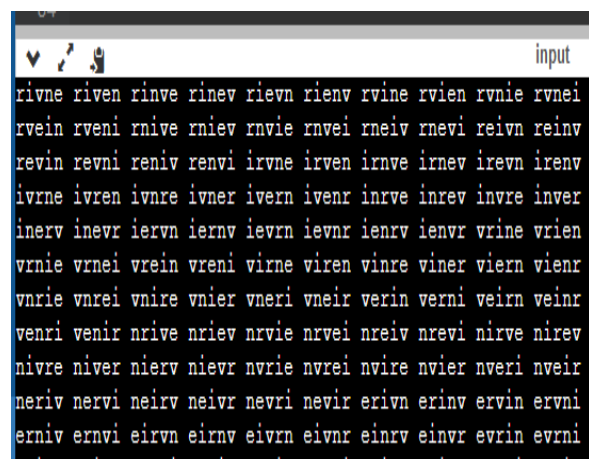 input
rivne riven rinve rinev rievn rienv rvine rvien rvnie rvnei
rvein rveni rnive rniev rnvie rnvei rneiv rnevi reivn reinv
revin revni reniv renvi irvne irven irnve irnev irevn irenv
ivrne ivren ivnre ivner ivern ivenr inrve inrev invre inver
inerv inevr iervn iernv ievrn ievnr ienrv ienvr vrine vrien
vrnie vrnei vrein vreni virne viren vinre viner viern vienr
vnrie vnrei vnire vnier vneri vneir verin verni veirn veinr
venri venir nrive nriev nrvie nrvei nreiv nrevi nirve nirev
nivre niver nierv nievr nvrie nvrei nvire nvier nveri nveir
neriv nervi neirv neivr nevri nevir erivn erinv ervin ervni
erniv ernvi eirvn eirnv eivrn eivnr einrv einvr evrin evrni